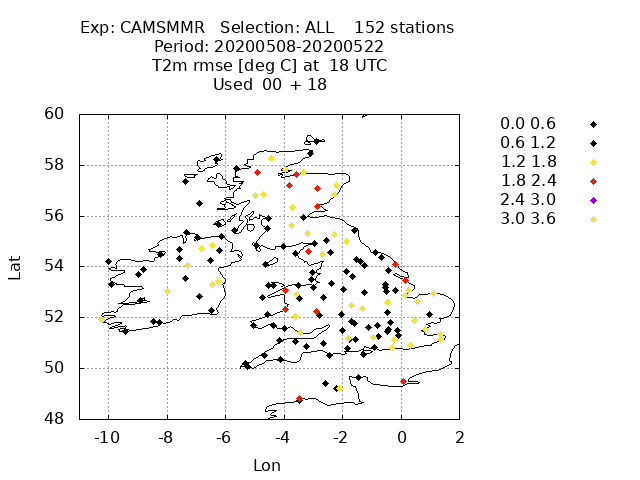 Exp: CAMSMMR   Selection: ALL    152 stations
Period: 20200508-20200522
T2m rmse [deg C] at  18 UTC
Used  00  + 18
60
58
56
54
52
50
48
-10 -8 -6 -4 -2 0 2
Lat
Lon
0.0 0.6
0.6 1.2
1.2 1.8
1.8 2.4
2.4 3.0
3.0 3.6